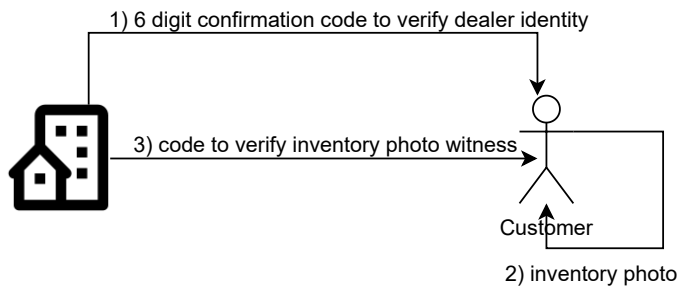 1) 6 digit confirmation code to verify dealer identity
3) code to verify inventory photo witness
Customer
2) inventory photo